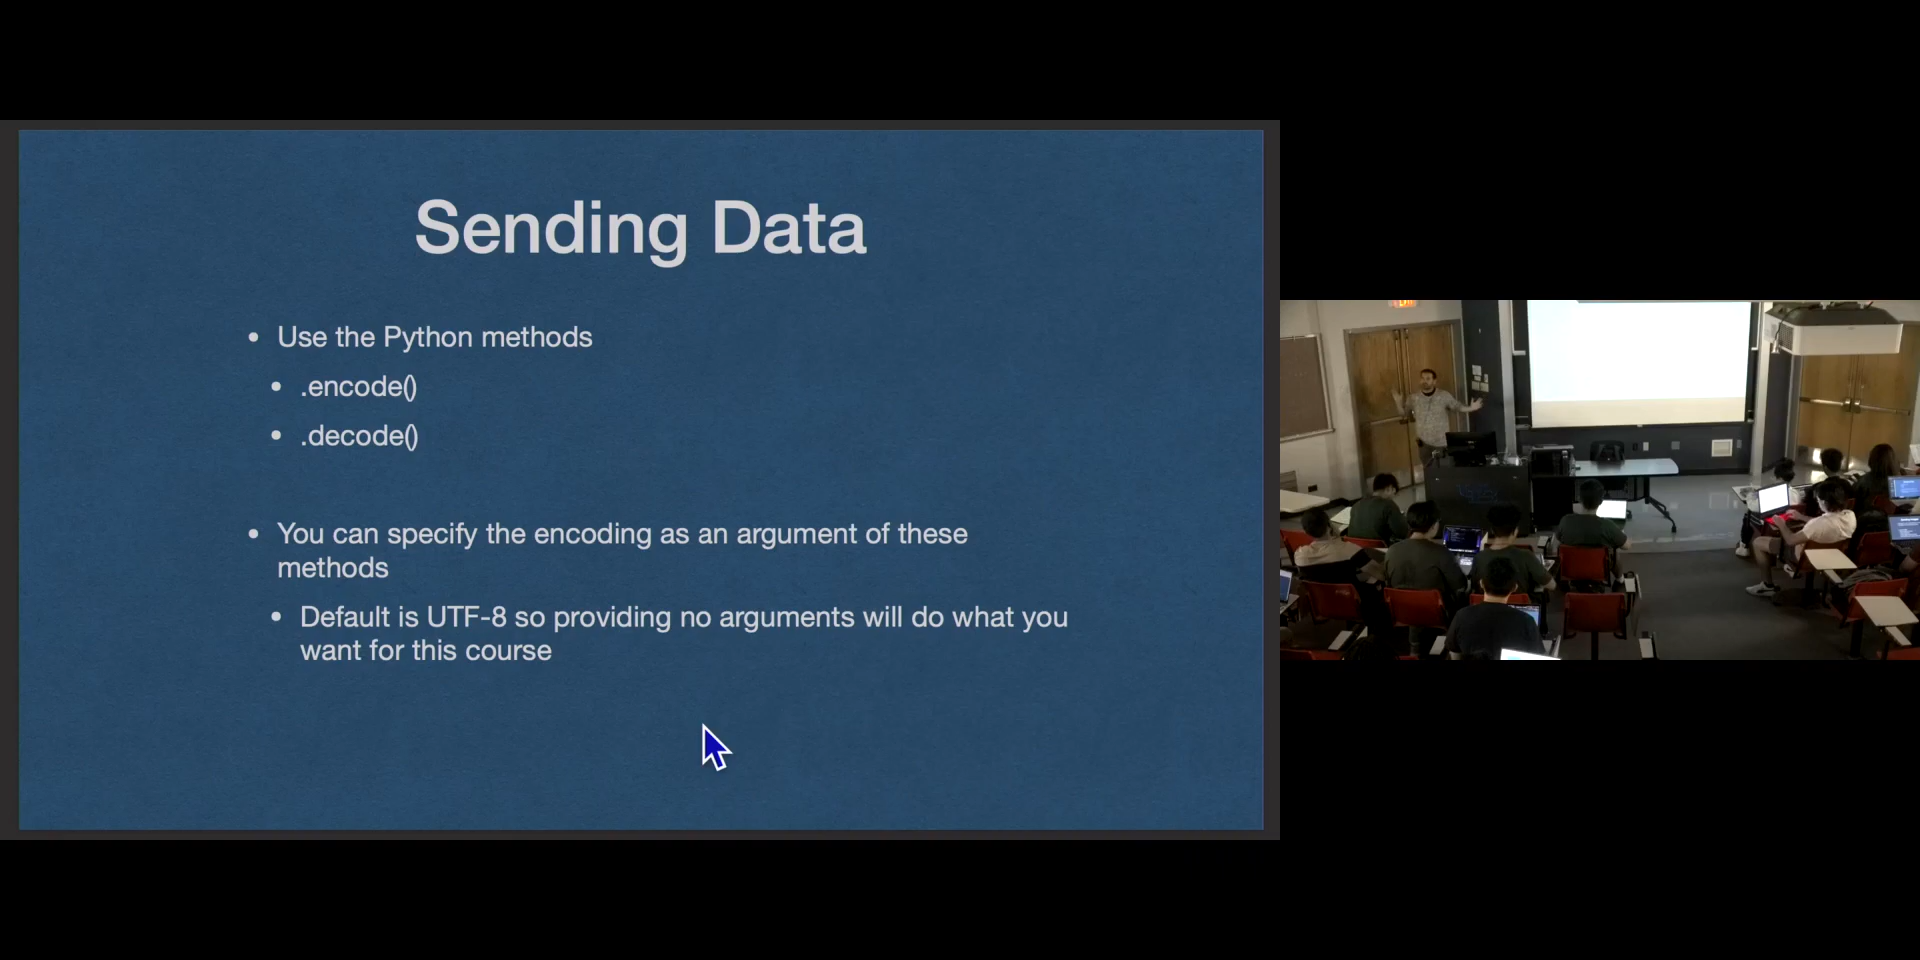 Sending Data
• Use the Python methods
• .encode()
• .decode()
• You can specify the encoding as an argument of these
methods
• Default is UTF-8 so providing no arguments will do what you
want for this course